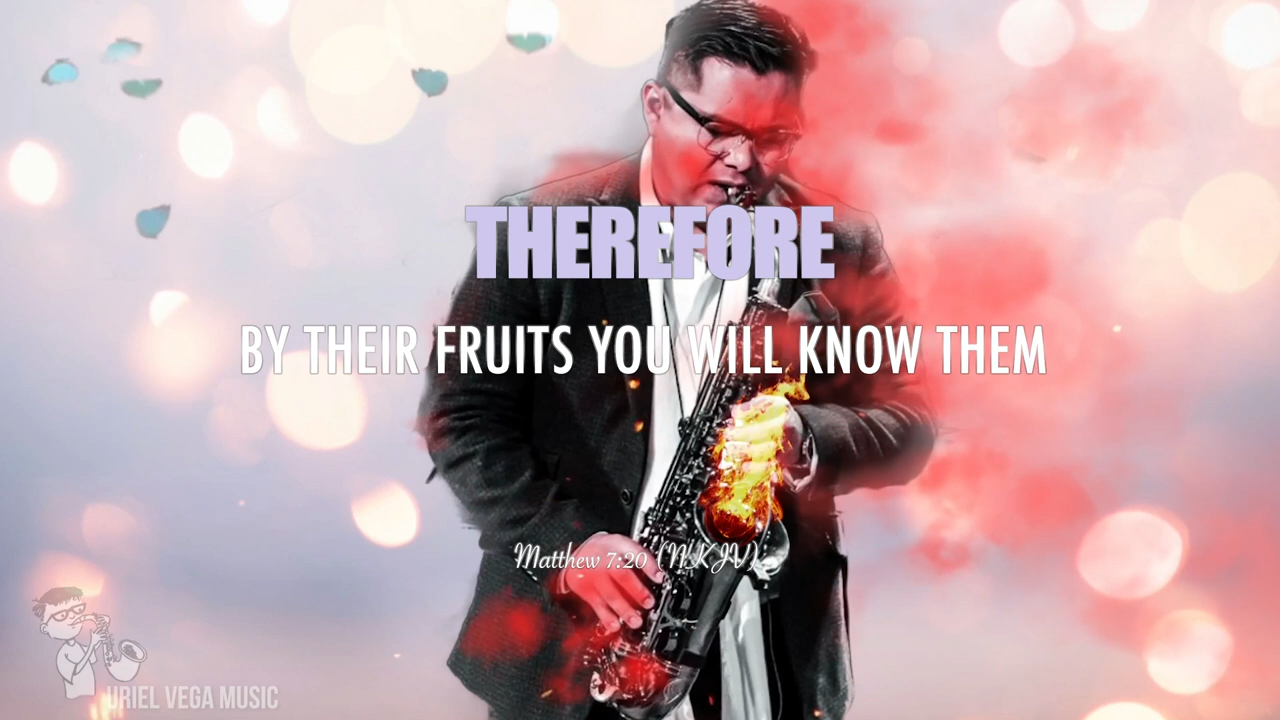 THEREFORE
BY THEIR FRUITS YOU WILL KNOW THEM
Matthew 7:20 (NKJV)
URIEL VEGA MUSIC